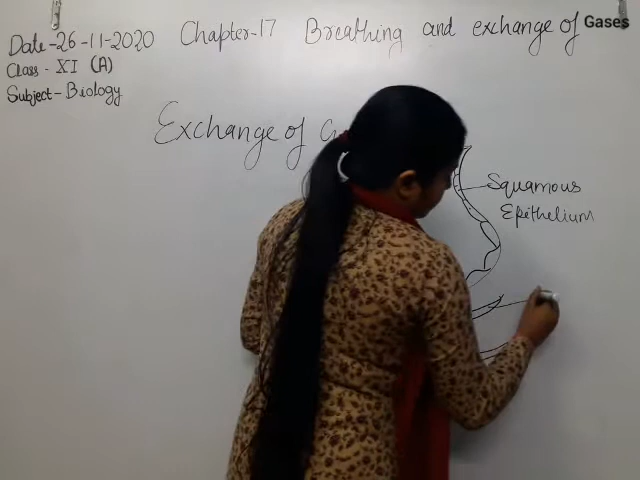 Date-26-11-2020 Chapter-17 Breathing and exchange of Gases
Class - XI (A)
Subject-Biology
Exchange of G
Squamous
Epithelium